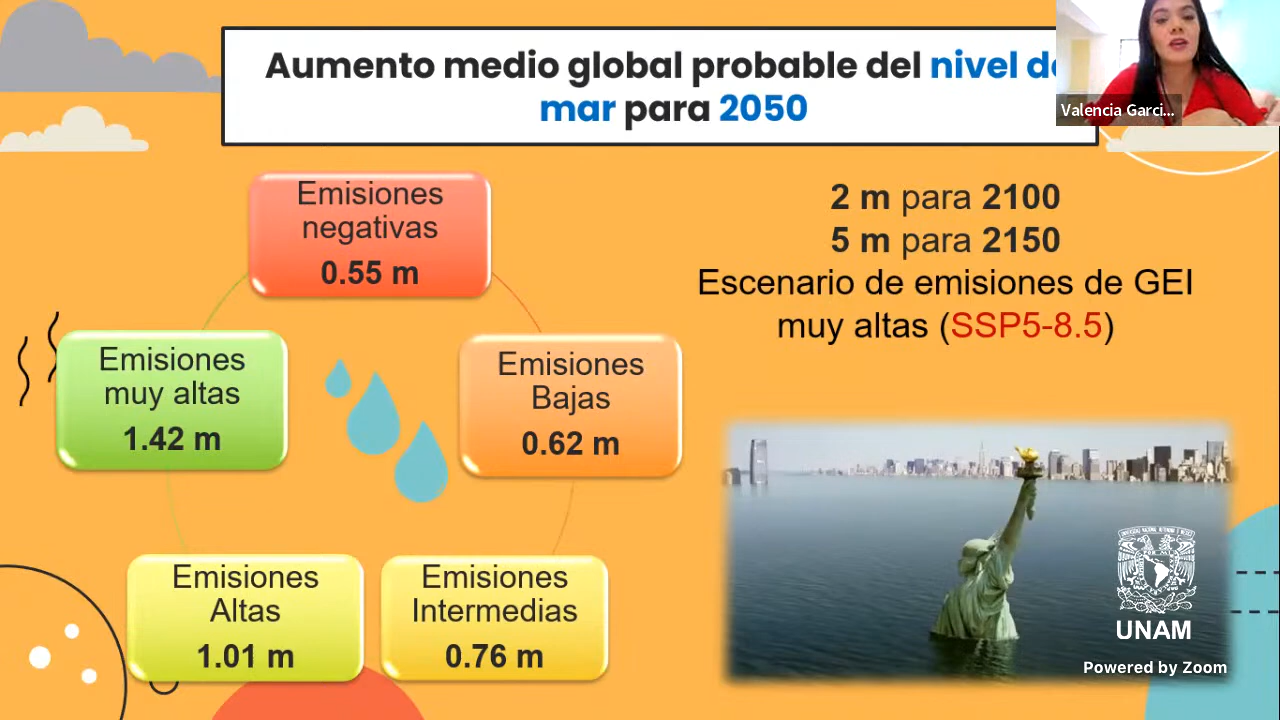 Aumento medio global probable del nivel de
mar para 2050
Valencia Garci...
Emisiones
negativas
0.55 m
2 m para 2100
5 m para 2150
Escenario de emisiones de GEI
muy altas (SSP5-8.5)
Emisiones
muy altas
1.42 m
Emisiones
Bajas
0.62 m
Emisiones
Altas
1.01 m
Emisiones
Intermedias
0.76 m
UNAM
Powered by Zoom